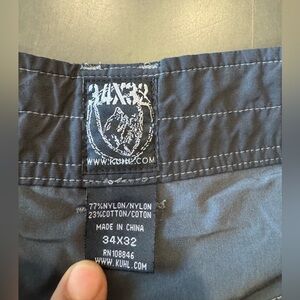 34X32
WWW.KUHL.COM
77%NYLON/NYLON
23%COTTON/COTON
MADE IN CHINA
34X32
RN108846
WWW.KUHL.COM